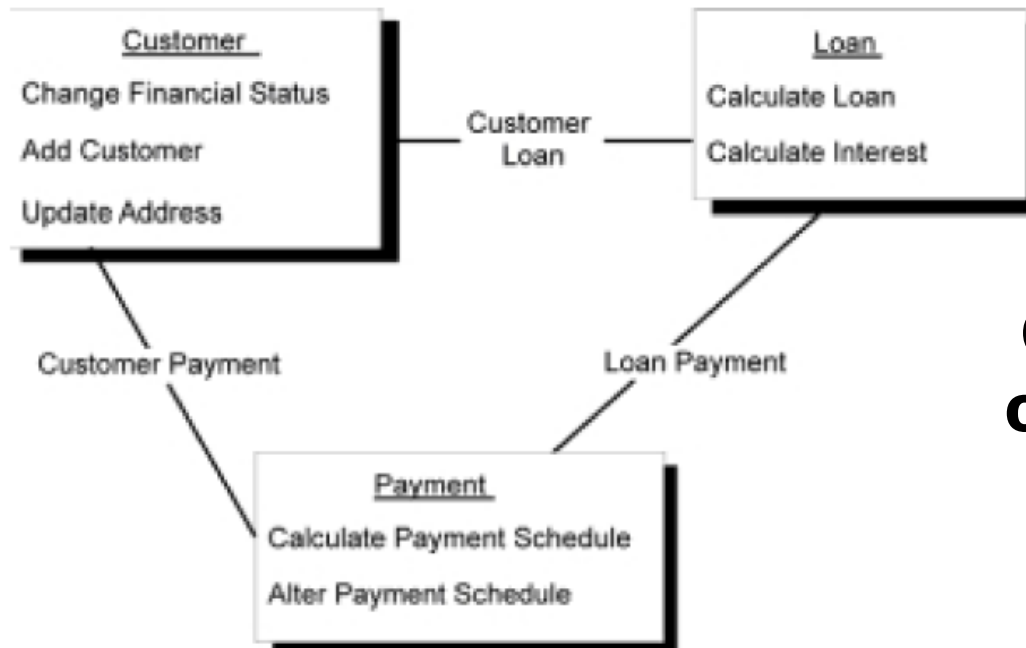 Customer
Change Financial Status
Add Customer
Update Address
Customer
Loan
Loan
Calculate Loan
Calculate Interest
Customer Payment
Loan Payment
Payment
Calculate Payment Schedule
Alter Payment Schedule